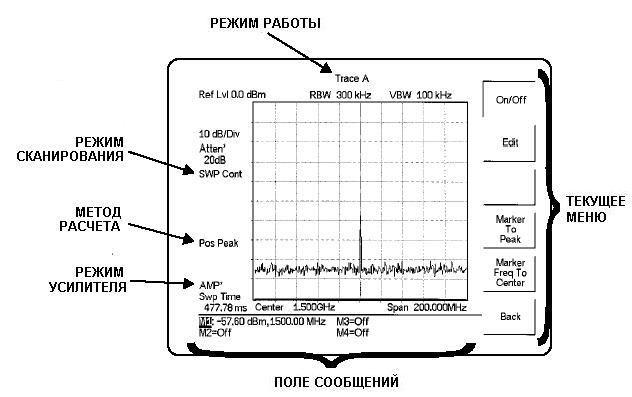 РЕЖИМ РАБОТЫ
Trace A
Ref Lvl 0.0 dBm RBW 300 kHz VBW 100 kHz
On/Off
10 dB/Div
РЕЖИМ
СКАНИРОВАНИЯ
Atten*
20dB
SWP Cont
Edit
ТЕКУЩЕЕ
МЕНЮ
МЕТОД
РАСЧЕТА
Pos Peak
Marker
To
Peak
РЕЖИМ
УСИЛИТЕЛЯ
AMP*
Swp Time
477.78 ms
Marker
Freq To
Center
Center 1.500GHz Span 200.000MHz
Back
M1: -57.60 dBm,1500.00 MHz M3=Off
M2=Off M4=Off
ПОЛЕ СООБЩЕНИЙ